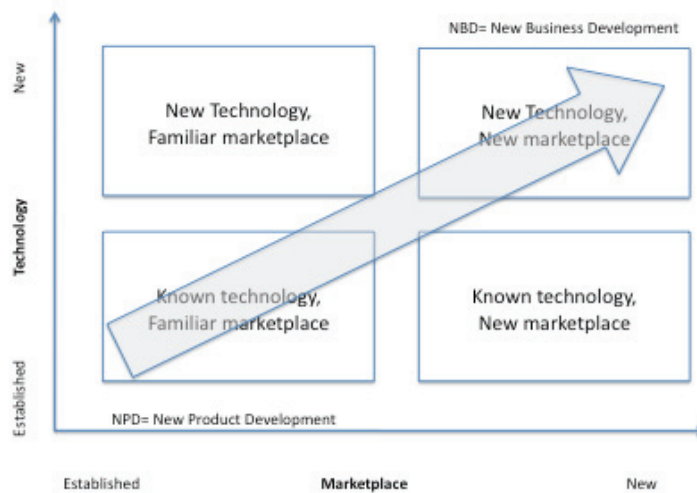 NBD= New Business Development
New
New Technology,
Familiar marketplace
New Technology,
New marketplace
Technology
Known technology,
Familiar marketplace
Known technology,
New marketplace
Established
NPD= New Product Development
Established
Marketplace
New